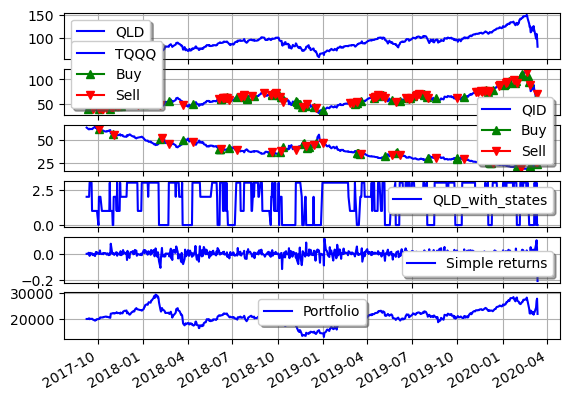 150
100
QLD
TQQQ
Buy
Sell
100
50
QID
Buy
Sell
50
25
2.5
0.0
QLD_with_states
0.0
−0.2
Simple returns
30000
20000
Portfolio
2017-10
2018-01
2018-04
2018-07
2018-10
2019-01
2019-04
2019-07
2019-10
2020-01
2020-04